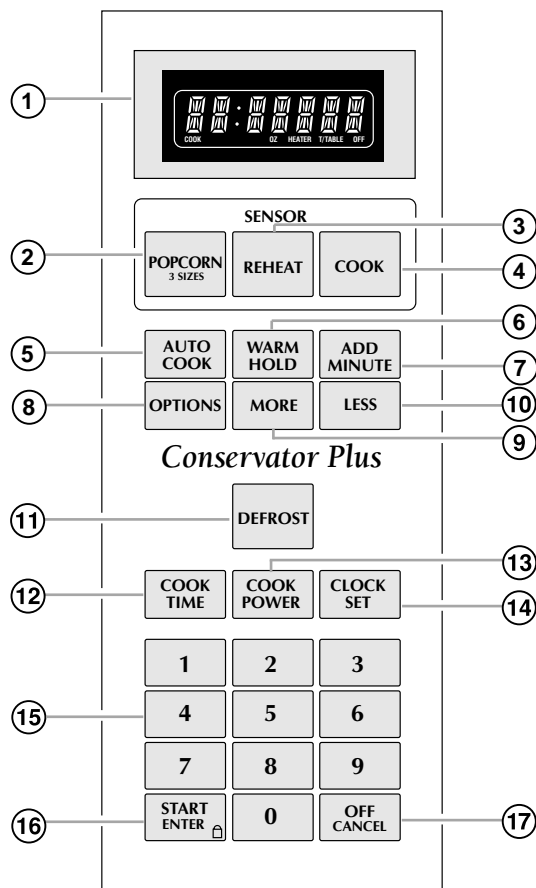 1
88:88888
COOK OZ HEATER T/TABLE OFF
SENSOR
3
2
POPCORN
3 SIZES
REHEAT
COOK
4
6
5
AUTO
COOK
WARM
HOLD
ADD
MINUTE
7
8
OPTIONS
MORE
LESS
10
9
Conservator Plus
11
DEFROST
13
12
COOK
TIME
COOK
POWER
CLOCK
SET
14
1 2 3
15
4 5 6
7 8 9
16
START
ENTER
0
OFF
CANCEL
17